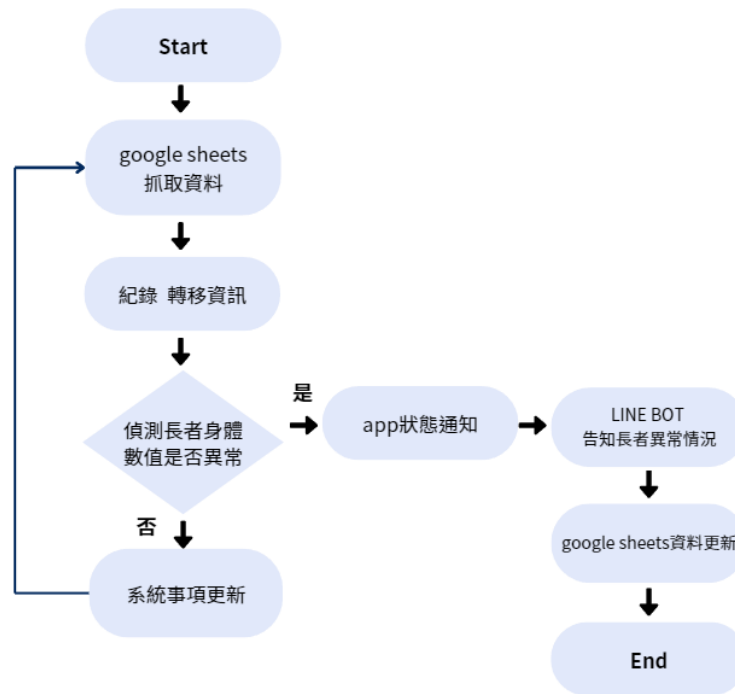 Start
google sheets
抓取資料
紀錄 轉移資訊
偵測長者身體
數值是否異常
是
app狀態通知
LINE BOT
告知長者異常情況
否
系統事項更新
google sheets資料更新
End